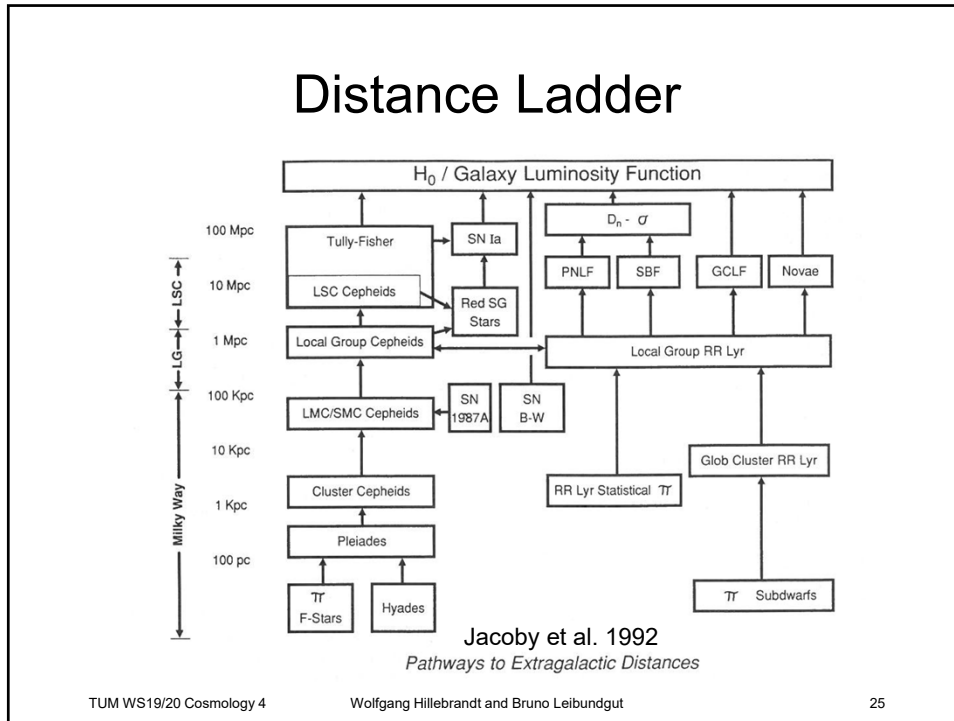 Distance Ladder
H₀ / Galaxy Luminosity Function
100 Mpc
Tully-Fisher
SN Ia
Dₙ - σ
PNLF
SBF
GCLF
Novae
LSC
10 Mpc
LSC Cepheids
Red SG
Stars
LG
1 Mpc
Local Group Cepheids
Local Group RR Lyr
100 Kpc
LMC/SMC Cepheids
SN
1987A
SN
B-W
10 Kpc
Glob Cluster RR Lyr
Milky Way
Cluster Cepheids
RR Lyr Statistical π
1 Kpc
Pleiades
100 pc
π
F-Stars
Hyades
π Subdwarfs
Jacoby et al. 1992
Pathways to Extragalactic Distances
TUM WS19/20 Cosmology 4
Wolfgang Hillebrandt and Bruno Leibundgut
25